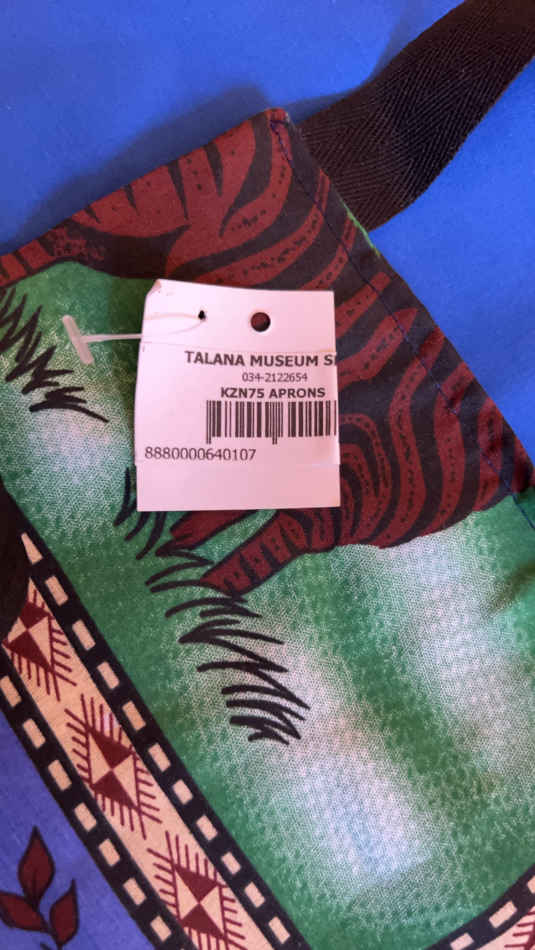 TALANA MUSEUM
034-2122654
KZN75 APRONS
8880000640107